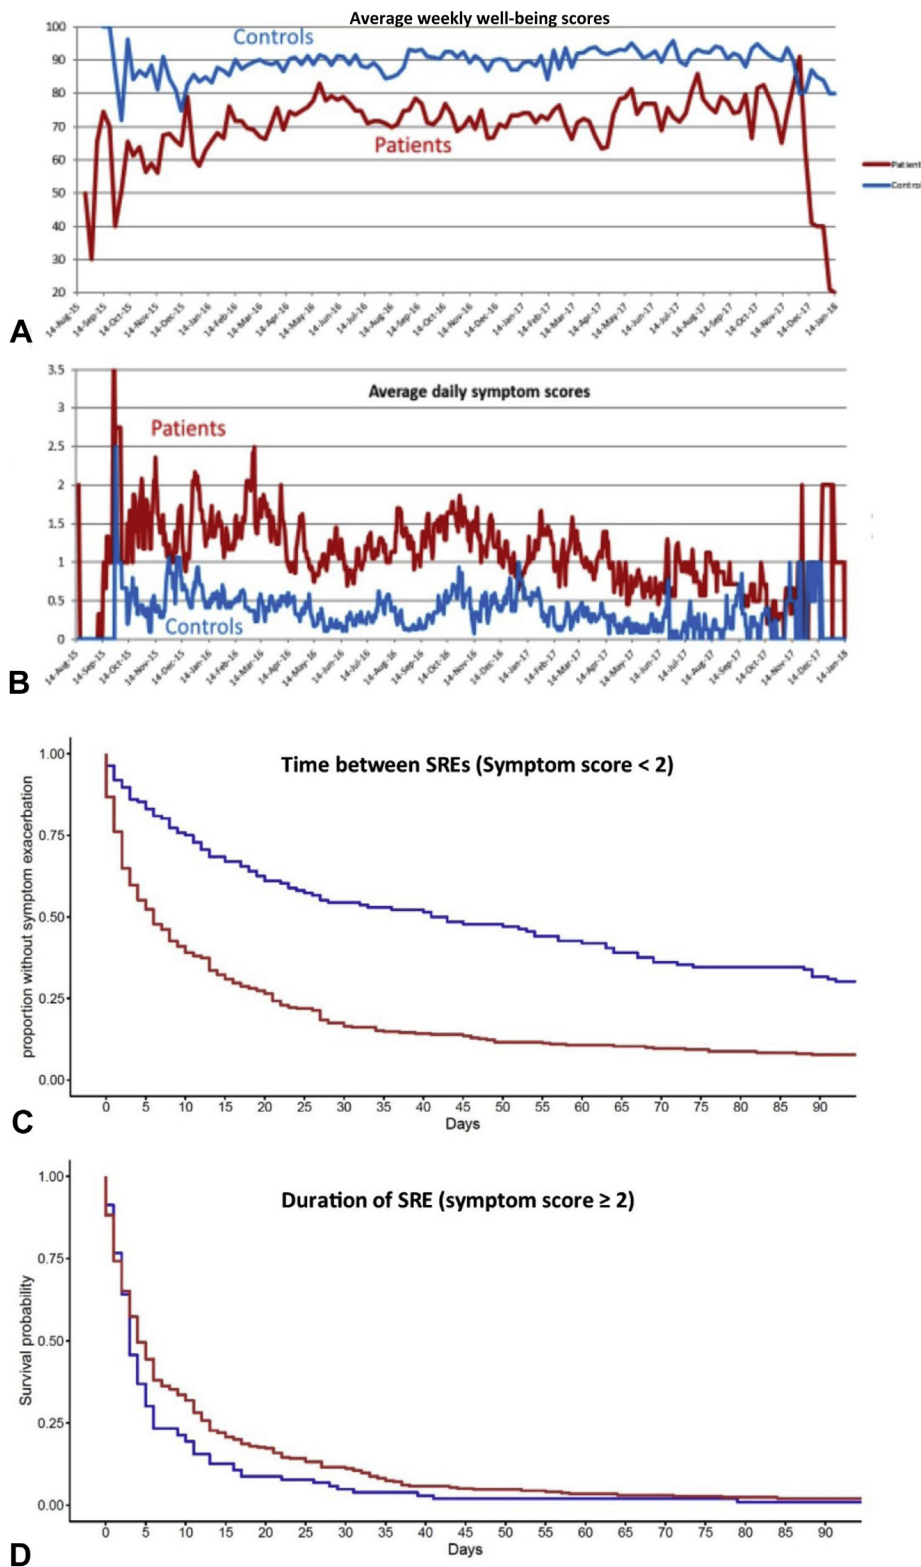 Average weekly well-being scores
100
90
80
70
60
50
40
30
20
Controls
Patients
Patient
Control
14-Aug-15
14-Sep-15
14-Oct-15
14-Nov-15
14-Dec-15
14-Jan-16
14-Feb-16
14-Mar-16
14-Apr-16
14-May-16
14-Jun-16
14-Jul-16
14-Aug-16
14-Sep-16
14-Oct-16
14-Nov-16
14-Dec-16
14-Jan-17
14-Feb-17
14-Mar-17
14-Apr-17
14-May-17
14-Jun-17
14-Jul-17
14-Aug-17
14-Sep-17
14-Oct-17
14-Nov-17
14-Dec-17
14-Jan-18
A
Average daily symptom scores
3.5
3
2.5
2
1.5
1
0.5
0
Patients
Controls
14-Aug-15
14-Sep-15
14-Oct-15
14-Nov-15
14-Dec-15
14-Jan-16
14-Feb-16
14-Mar-16
14-Apr-16
14-May-16
14-Jun-16
14-Jul-16
14-Aug-16
14-Sep-16
14-Oct-16
14-Nov-16
14-Dec-16
14-Jan-17
14-Feb-17
14-Mar-17
14-Apr-17
14-May-17
14-Jun-17
14-Jul-17
14-Aug-17
14-Sep-17
14-Oct-17
14-Nov-17
14-Dec-17
14-Jan-18
B
Time between SREs (Symptom score < 2)
proportion without symptom exacerbation
1.00
0.75
0.50
0.25
0.00
0 5 10 15 20 25 30 35 40 45 50 55 60 65 70 75 80 85 90
Days
C
Duration of SRE (symptom score ≥ 2)
Survival probability
1.00
0.75
0.50
0.25
0.00
0 5 10 15 20 25 30 35 40 45 50 55 60 65 70 75 80 85 90
Days
D